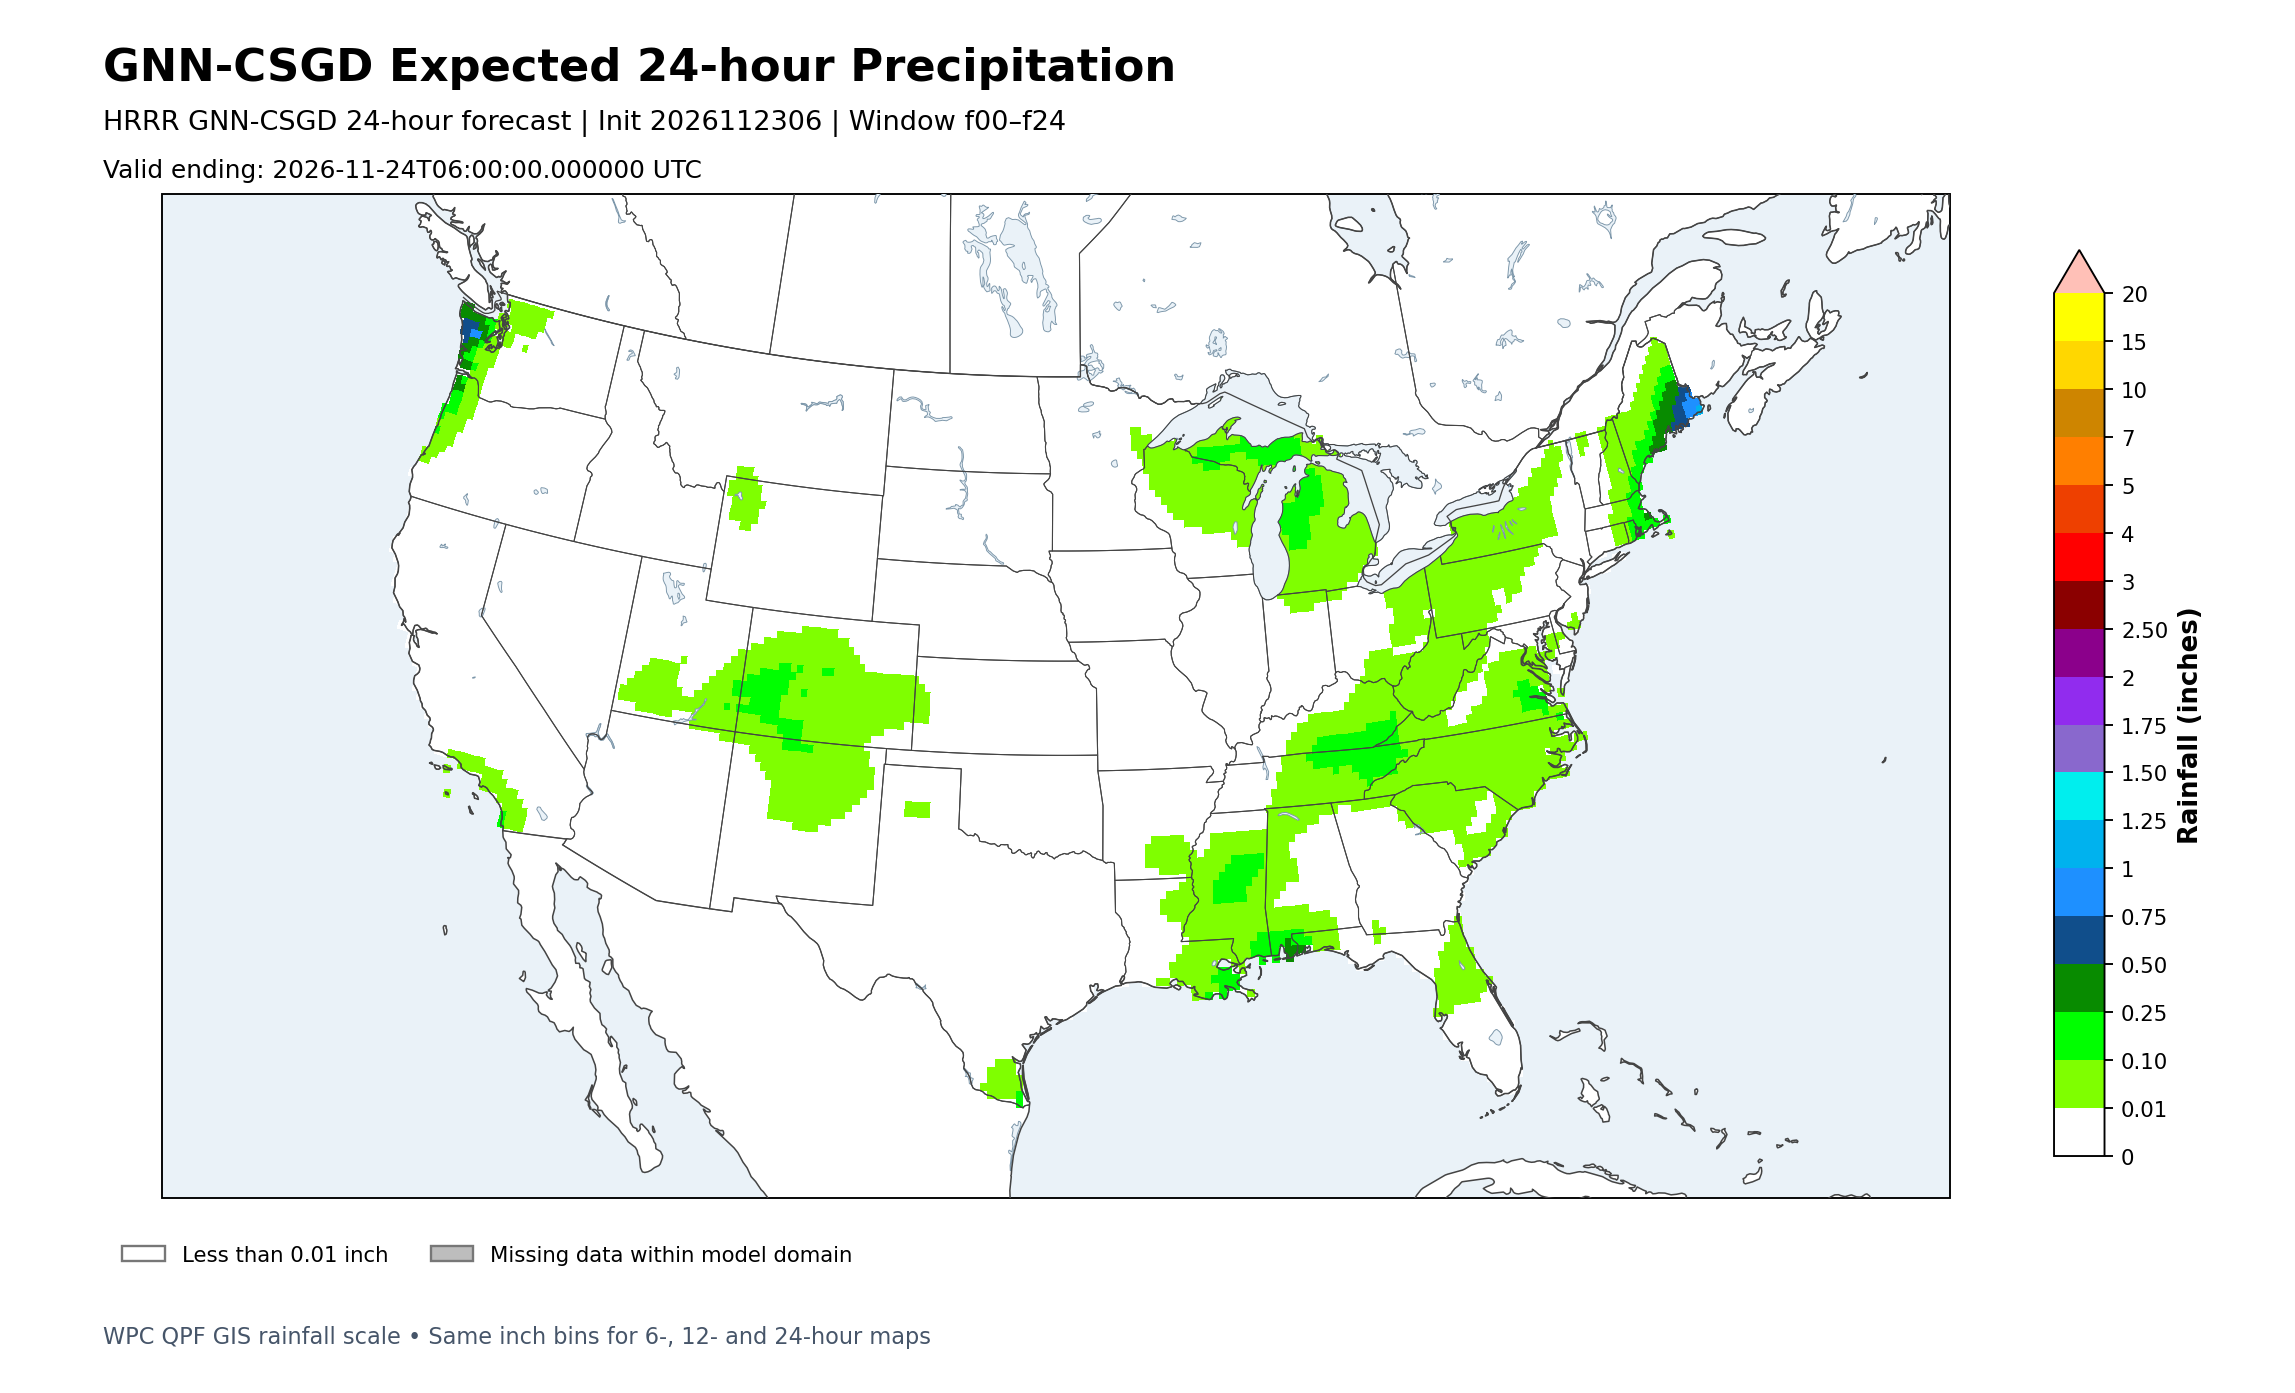 GNN-CSGD Expected 24-hour Precipitation
HRRR GNN-CSGD 24-hour forecast | Init 2026112306 | Window f00–f24
Valid ending: 2026-11-24T06:00:00.000000 UTC
20
15
10
7
5
4
3
2.50
2
1.75
1.50
1.25
1
0.75
0.50
0.25
0.10
0.01
0
Rainfall (inches)
Less than 0.01 inch
Missing data within model domain
WPC QPF GIS rainfall scale • Same inch bins for 6-, 12- and 24-hour maps